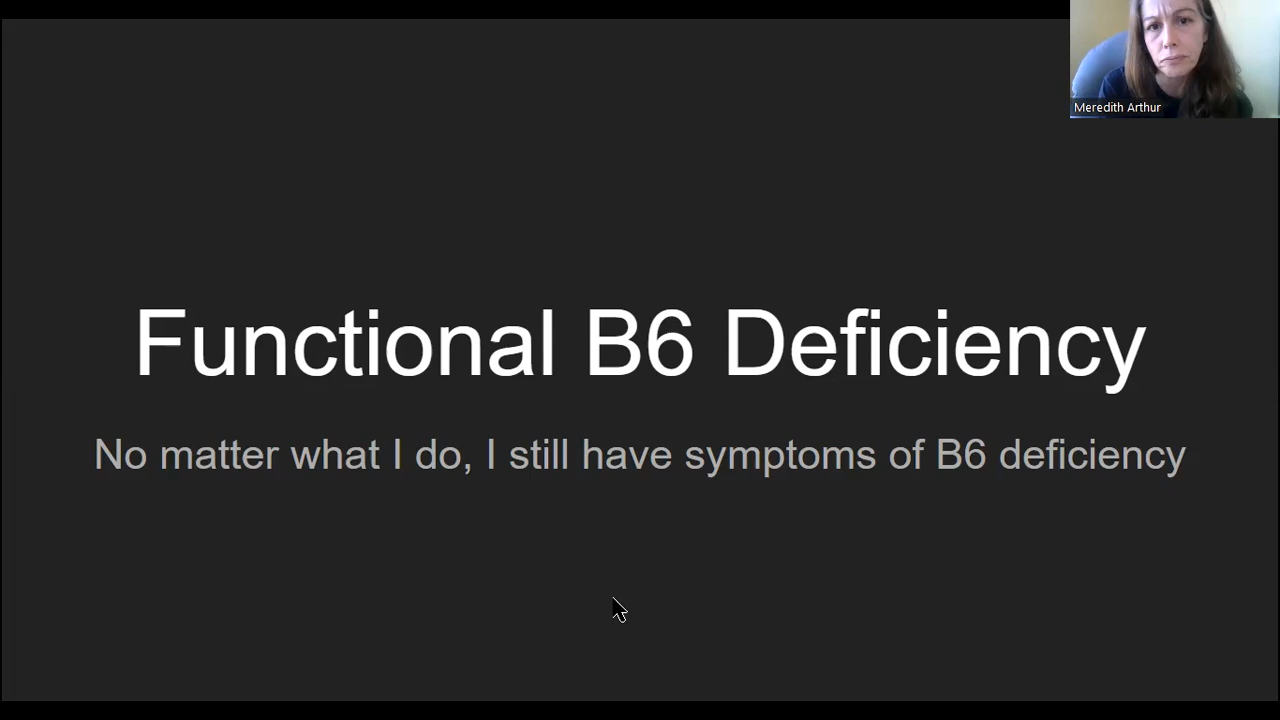 Meredith Arthur
Functional B6 Deficiency
No matter what I do, I still have symptoms of B6 deficiency